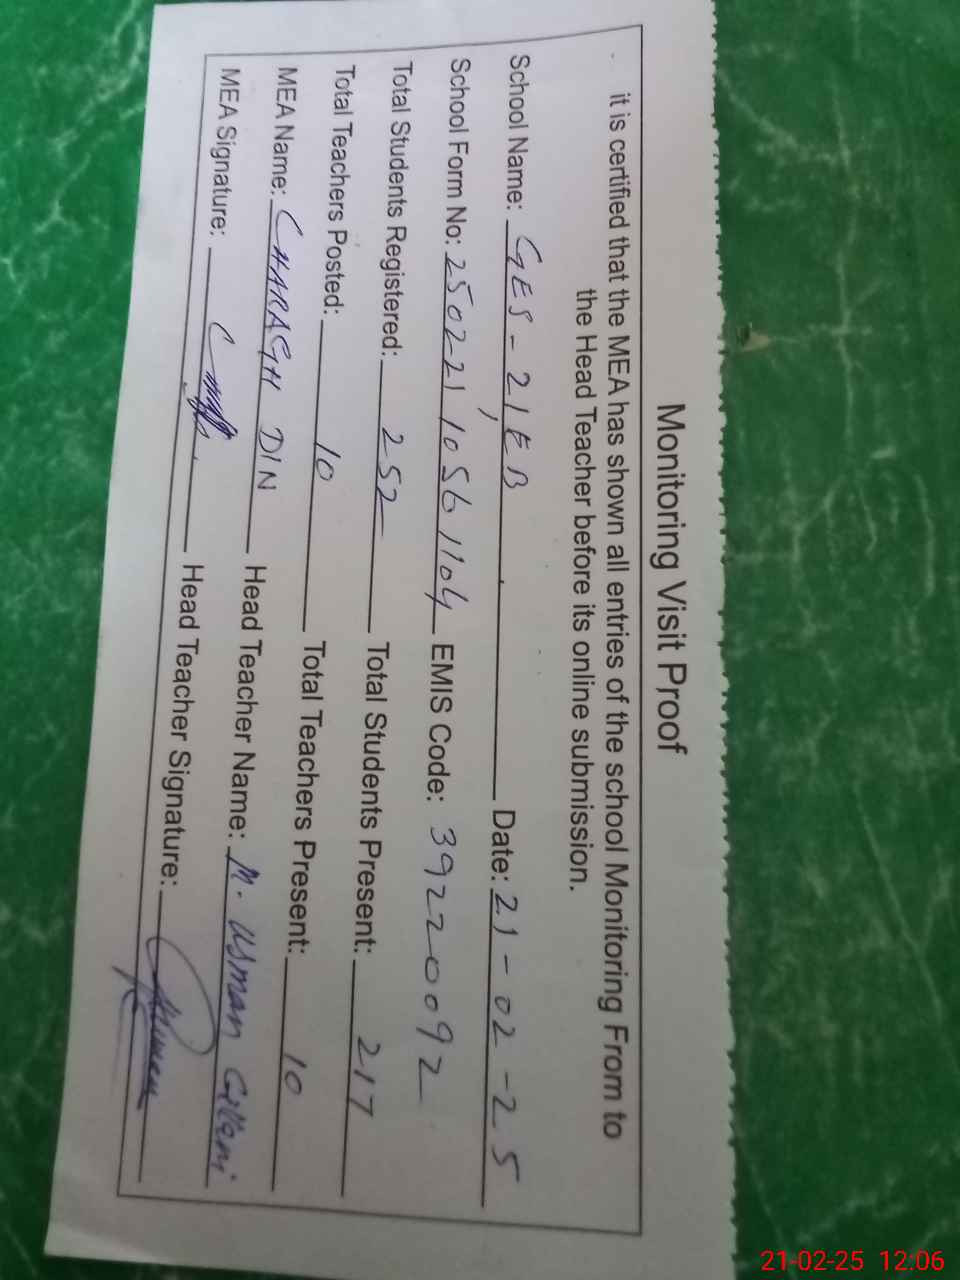 Monitoring Visit Proof
it is certified that the MEA has shown all entries of the school Monitoring From to
the Head Teacher before its online submission.
School Name: GES - 21, EB Date: 21-02-25
School Form No: 2502211056 1104 EMIS Code: 39220092
Total Students Registered: 252 Total Students Present: 217
Total Teachers Posted: 10 Total Teachers Present: 10
MEA Name: CHARAGH DIN Head Teacher Name: M. Usman Gillani
MEA Signature: Head Teacher Signature:
21-02-25 12:06